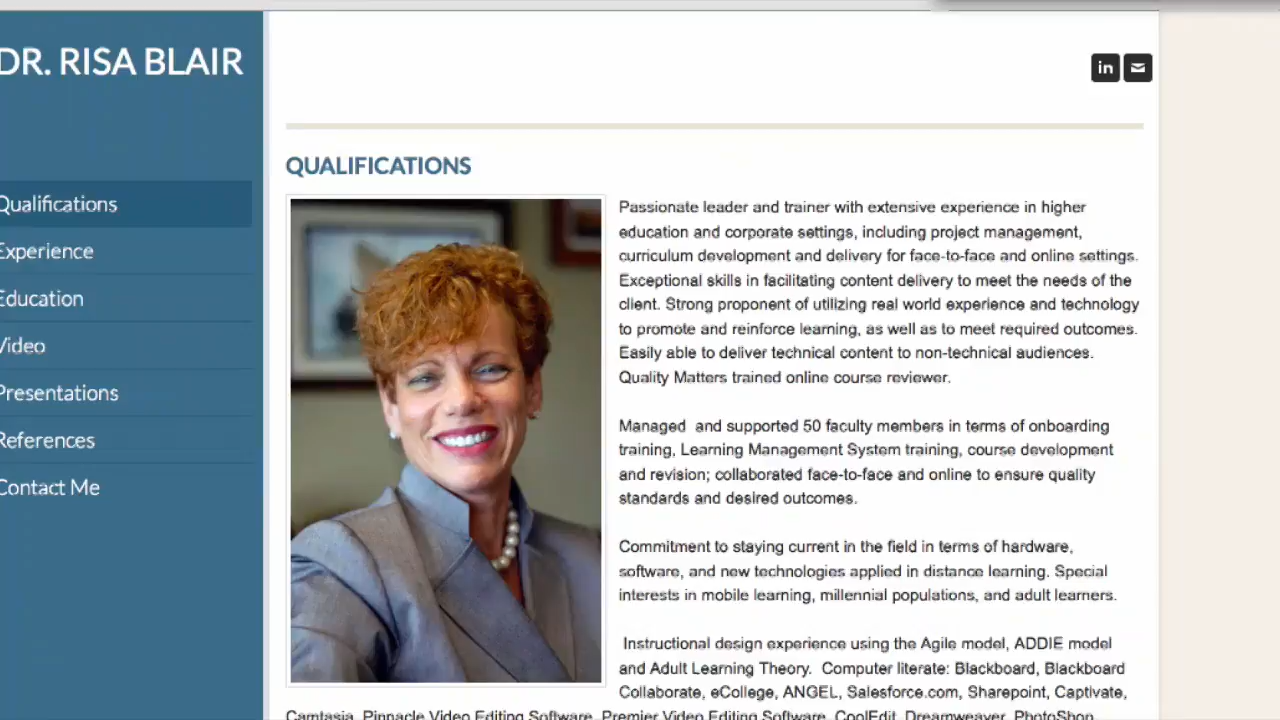 DR. RISA BLAIR
in
Qualifications
Experience
Education
Video
Presentations
References
Contact Me
QUALIFICATIONS
Passionate leader and trainer with extensive experience in higher
education and corporate settings, including project management,
curriculum development and delivery for face-to-face and online settings.
Exceptional skills in facilitating content delivery to meet the needs of the
client. Strong proponent of utilizing real world experience and technology
to promote and reinforce learning, as well as to meet required outcomes.
Easily able to deliver technical content to non-technical audiences.
Quality Matters trained online course reviewer.
Managed and supported 50 faculty members in terms of onboarding
training, Learning Management System training, course development
and revision; collaborated face-to-face and online to ensure quality
standards and desired outcomes.
Commitment to staying current in the field in terms of hardware,
software, and new technologies applied in distance learning. Special
interests in mobile learning, millennial populations, and adult learners.
Instructional design experience using the Agile model, ADDIE model
and Adult Learning Theory. Computer literate: Blackboard, Blackboard
Collaborate, eCollege, ANGEL, Salesforce.com, Sharepoint, Captivate,
Camtasia, Pinnacle Video Editing Software, Premier Video Editing Software, CoolEdit, Dreamweaver, PhotoShop,